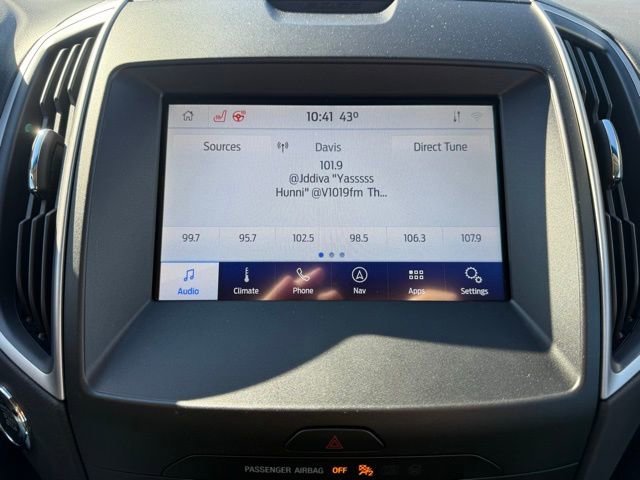 10:41 43°
Sources Davis Direct Tune
101.9
@Jddiva "Yasssss
Hunni" @V1019fm Th...
99.7 95.7 102.5 98.5 106.3 107.9
Audio Climate Phone Nav Apps Settings
PASSENGER AIRBAG OFF